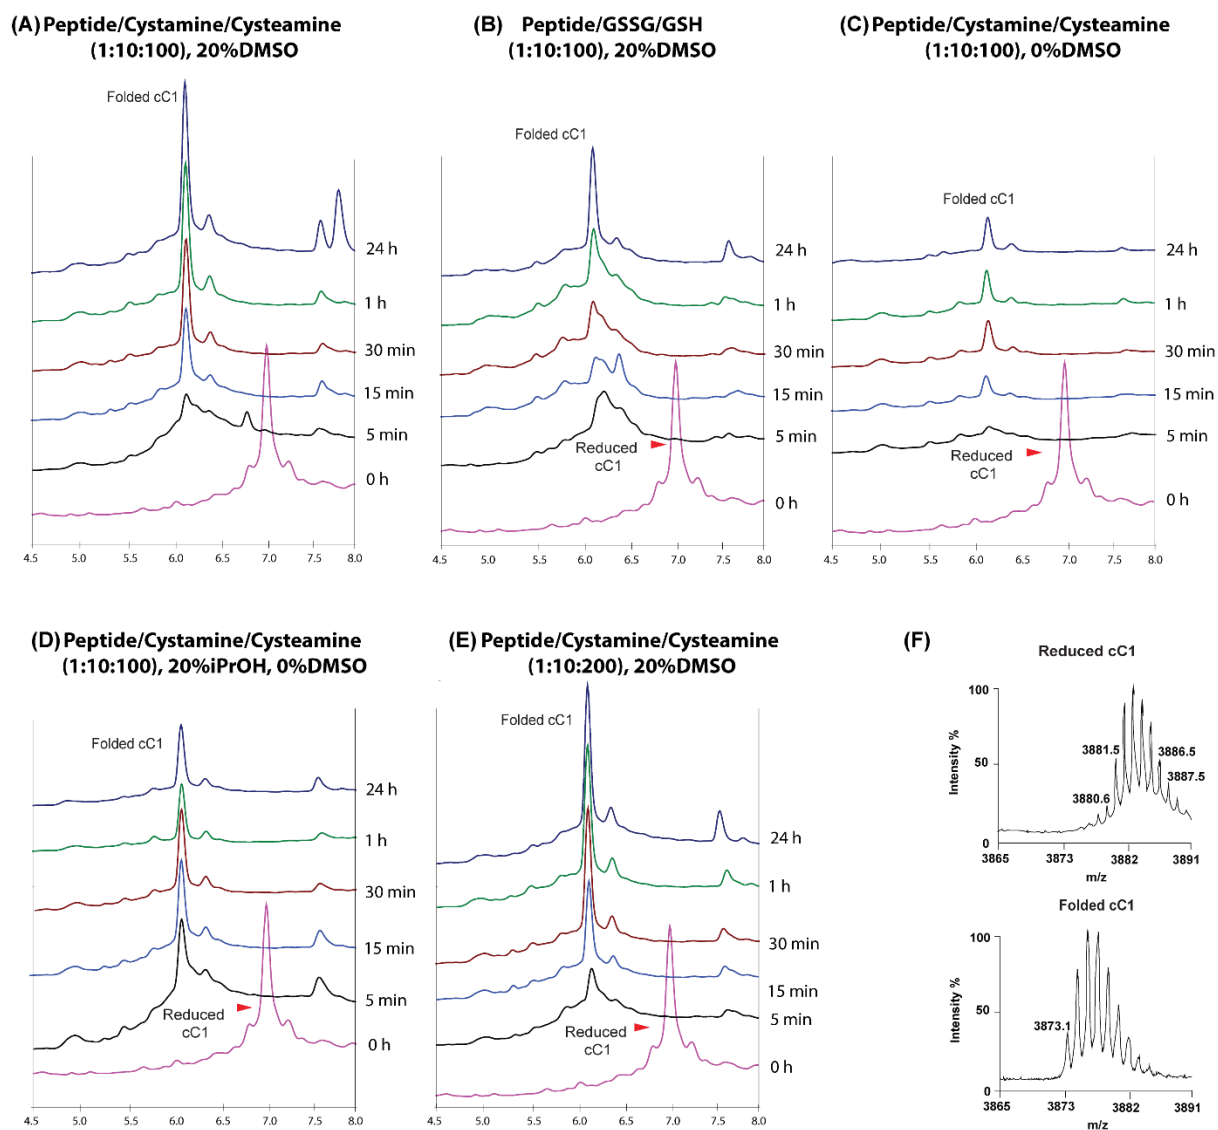 (A) Peptide/Cystamine/Cysteamine
(1:10:100), 20%DMSO
Folded cC1
24 h
1 h
30 min
15 min
5 min
0 h
4.5 5.0 5.5 6.0 6.5 7.0 7.5 8.0
(B) Peptide/GSSG/GSH
(1:10:100), 20%DMSO
Folded cC1
24 h
1 h
30 min
15 min
5 min
Reduced
cC1
0 h
4.5 5.0 5.5 6.0 6.5 7.0 7.5 8.0
(C) Peptide/Cystamine/Cysteamine
(1:10:100), 0%DMSO
Folded cC1
24 h
1 h
30 min
15 min
5 min
Reduced
cC1
0 h
4.5 5.0 5.5 6.0 6.5 7.0 7.5 8.0
(D) Peptide/Cystamine/Cysteamine
(1:10:100), 20%iPrOH, 0%DMSO
Folded cC1
24 h
1 h
30 min
15 min
5 min
Reduced
cC1
0 h
4.5 5.0 5.5 6.0 6.5 7.0 7.5 8.0
(E) Peptide/Cystamine/Cysteamine
(1:10:200), 20%DMSO
Folded cC1
24 h
1 h
30 min
15 min
5 min
Reduced
cC1
0 h
4.5 5.0 5.5 6.0 6.5 7.0 7.5 8.0
(F)
Reduced cC1
Intensity %
100
50
0
3881.5
3880.6
3886.5
3887.5
3865 3873 3882 3891
m/z
Folded cC1
Intensity %
100
50
0
3873.1
3865 3873 3882 3891
m/z